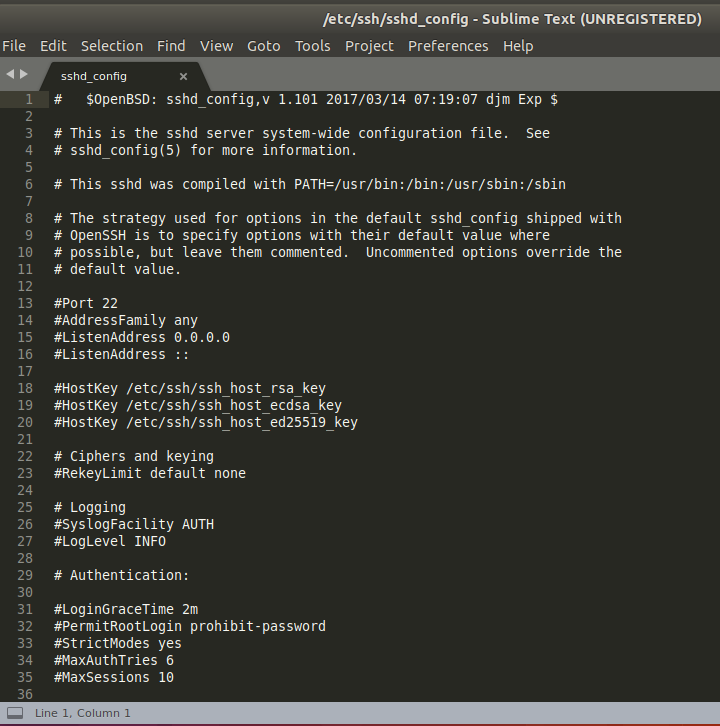 /etc/ssh/sshd_config - Sublime Text (UNREGISTERED)
File Edit Selection Find View Goto Tools Project Preferences Help
sshd_config ×
1 #   $OpenBSD: sshd_config,v 1.101 2017/03/14 07:19:07 djm Exp $
2
3 # This is the sshd server system-wide configuration file.  See
4 # sshd_config(5) for more information.
5
6 # This sshd was compiled with PATH=/usr/bin:/bin:/usr/sbin:/sbin
7
8 # The strategy used for options in the default sshd_config shipped with
9 # OpenSSH is to specify options with their default value where
10 # possible, but leave them commented.  Uncommented options override the
11 # default value.
12
13 #Port 22
14 #AddressFamily any
15 #ListenAddress 0.0.0.0
16 #ListenAddress ::
17
18 #HostKey /etc/ssh/ssh_host_rsa_key
19 #HostKey /etc/ssh/ssh_host_ecdsa_key
20 #HostKey /etc/ssh/ssh_host_ed25519_key
21
22 # Ciphers and keying
23 #RekeyLimit default none
24
25 # Logging
26 #SyslogFacility AUTH
27 #LogLevel INFO
28
29 # Authentication:
30
31 #LoginGraceTime 2m
32 #PermitRootLogin prohibit-password
33 #StrictModes yes
34 #MaxAuthTries 6
35 #MaxSessions 10
36
Line 1, Column 1